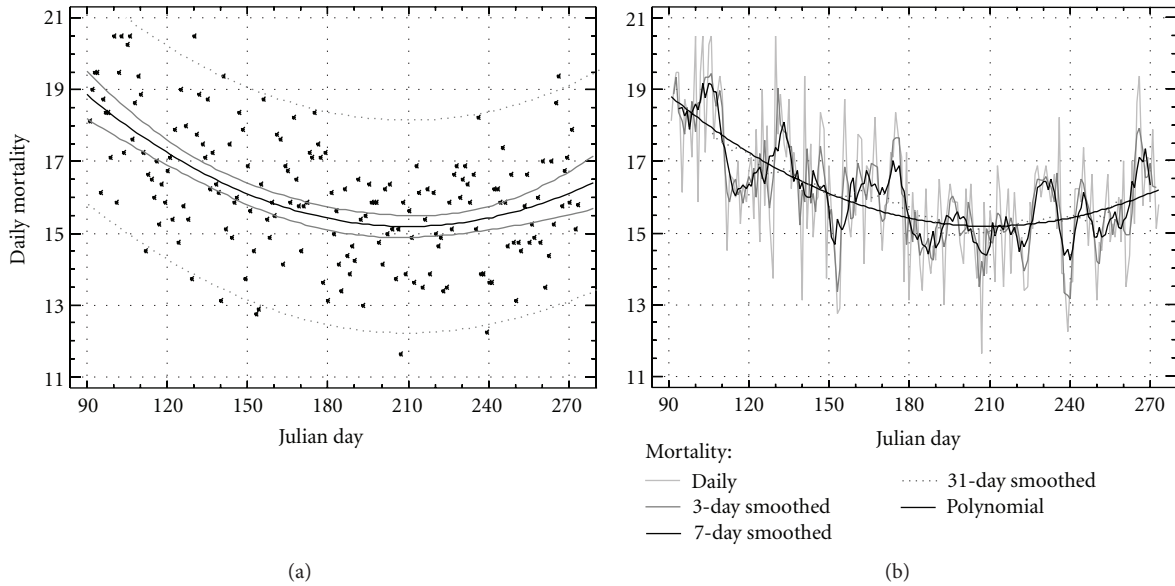 21
19
17
15
13
11
Daily mortality
90 120 150 180 210 240 270
Julian day
(a)
21
19
17
15
13
11
90 120 150 180 210 240 270
Julian day
Mortality:
Daily
3-day smoothed
7-day smoothed
31-day smoothed
Polynomial
(b)